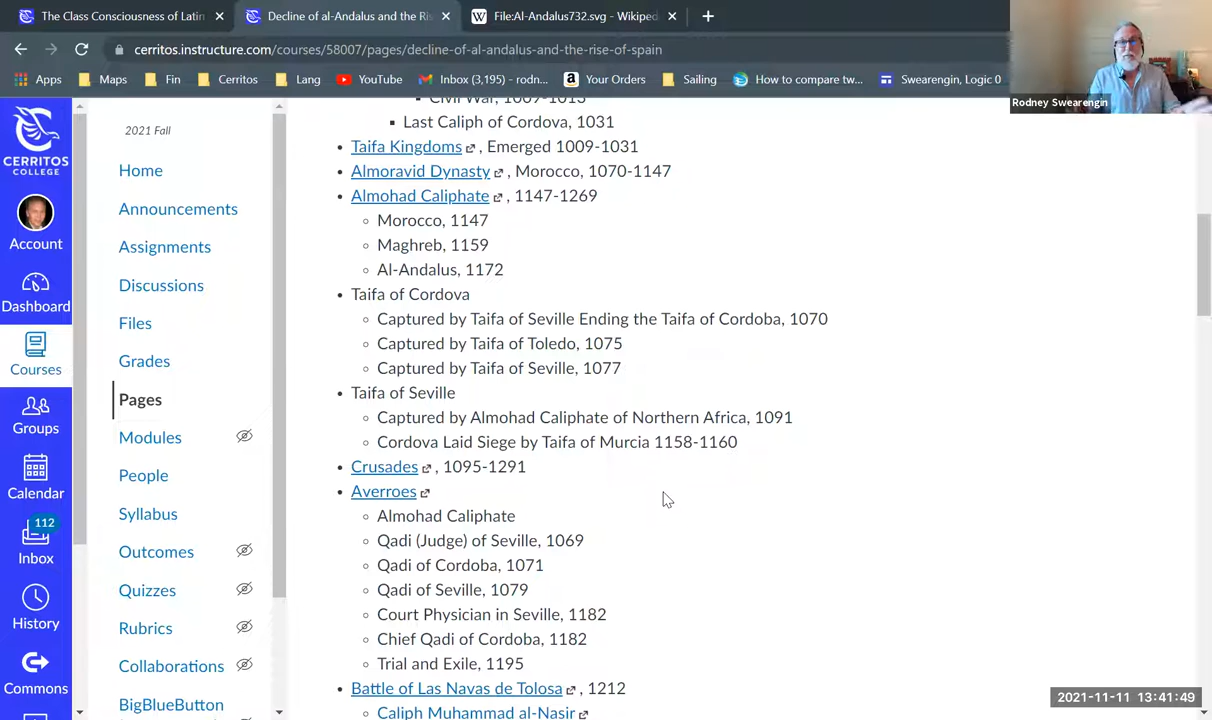 The Class Consciousness of Latin
Decline of al-Andalus and the Ris
File:Al-Andalus732.svg - Wikiped
cerritos.instructure.com/courses/58007/pages/decline-of-al-andalus-and-the-rise-of-spain
Apps
Maps
Fin
Cerritos
Lang
YouTube
Inbox (3,195) - rodn...
Your Orders
Sailing
How to compare tw...
Swearengin, Logic 0
Rodney Swearengin
CERRITOS
COLLEGE
Account
Dashboard
Courses
Groups
Calendar
112
Inbox
History
Commons
2021 Fall
Home
Announcements
Assignments
Discussions
Files
Grades
Pages
Modules
People
Syllabus
Outcomes
Quizzes
Rubrics
Collaborations
BigBlueButton
Civil War, 1009-1013
Last Caliph of Cordova, 1031
Taifa Kingdoms , Emerged 1009-1031
Almoravid Dynasty , Morocco, 1070-1147
Almohad Caliphate , 1147-1269
Morocco, 1147
Maghreb, 1159
Al-Andalus, 1172
Taifa of Cordova
Captured by Taifa of Seville Ending the Taifa of Cordoba, 1070
Captured by Taifa of Toledo, 1075
Captured by Taifa of Seville, 1077
Taifa of Seville
Captured by Almohad Caliphate of Northern Africa, 1091
Cordova Laid Siege by Taifa of Murcia 1158-1160
Crusades , 1095-1291
Averroes
Almohad Caliphate
Qadi (Judge) of Seville, 1069
Qadi of Cordoba, 1071
Qadi of Seville, 1079
Court Physician in Seville, 1182
Chief Qadi of Cordoba, 1182
Trial and Exile, 1195
Battle of Las Navas de Tolosa , 1212
Caliph Muhammad al-Nasir
2021-11-11 13:41:49